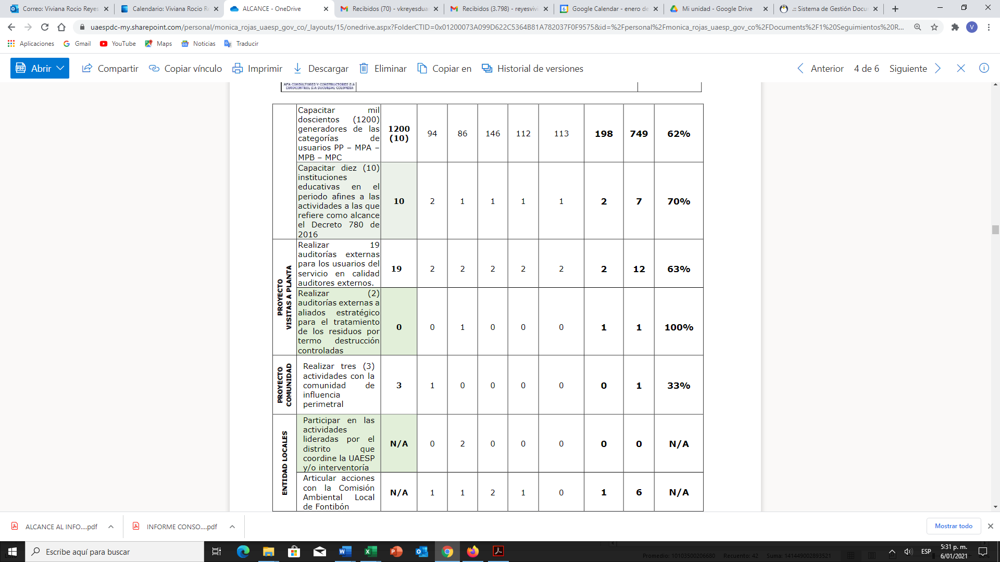 Correo: Viviana Rocio Reyes
Calendario: Viviana Rocio Re
ALCANCE - OneDrive
Recibidos (70) - vkreyesdua
Recibidos (3.798) - reyesvivi
Google Calendar - enero de
Mi unidad - Google Drive
.:: Sistema de Gestión Docu
uaespdc-my.sharepoint.com/personal/monica_rojas_uaesp_gov_co/_layouts/15/onedrive.aspx?FolderCTID=0x01200073A099D622C5364B81A782037F0F9575&id=%2Fpersonal%2Fmonica_rojas_uaesp_gov_co%2FDocuments%2F1%20Seguimientos%20R...
V
Aplicaciones
Gmail
YouTube
Maps
Noticias
Traducir
Abrir
Compartir
Copiar vínculo
Imprimir
Descargar
Eliminar
Copiar en
Historial de versiones
Anterior
4 de 6
Siguiente
AFA CONSULTORES Y CONSTRUCTORES S A
EUROCONTROL S.A SUCURSAL COLOMBIA
Capacitar mil
doscientos (1200)
generadores de las
categorías de
usuarios PP – MPA –
MPB – MPC
1200
(10)
94
86
146
112
113
198
749
62%
Capacitar diez (10)
instituciones
educativas en el
periodo afines a las
actividades a las que
refiere como alcance
el Decreto 780 de
2016
10
2
1
1
1
1
2
7
70%
PROYECTO
VISITAS A PLANTA
Realizar 19
auditorías externas
para los usuarios del
servicio en calidad
auditores externos.
19
2
2
2
2
2
2
12
63%
Realizar (2)
auditorías externas a
aliados estratégico
para el tratamiento
de los residuos por
termo destrucción
controladas
0
0
1
0
0
0
1
1
100%
PROYECTO
COMUNIDAD
Realizar tres (3)
actividades con la
comunidad de
influencia
perimetral
3
1
0
0
0
0
0
1
33%
ENTIDAD LOCALES
Participar en las
actividades
lideradas por el
distrito que
coordine la UAESP
y/o interventoría
N/A
0
2
0
0
0
0
0
N/A
Articular acciones
con la Comisión
Ambiental Local
de Fontibón
N/A
1
1
2
1
0
1
6
N/A
ALCANCE AL INFO....pdf
INFORME CONSO....pdf
Mostrar todo
Escribe aquí para buscar
Promedio: 10103500206680
Recuento: 42
Suma: 141449002893521
ESP
5:31 p. m.
6/01/2021